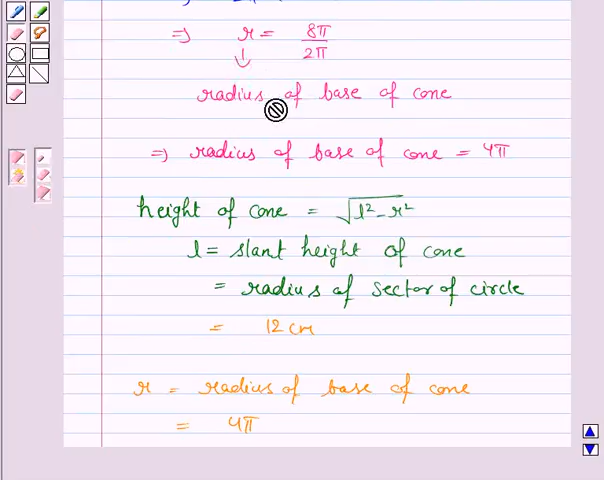 ⇒ r = 8π / 2π
↓
radius of base of cone
⇒ radius of base of cone = 4π
height of cone = √l² - r²
l = slant height of cone
= radius of sector of circle
= 12 cm
r = radius of base of cone
= 4π